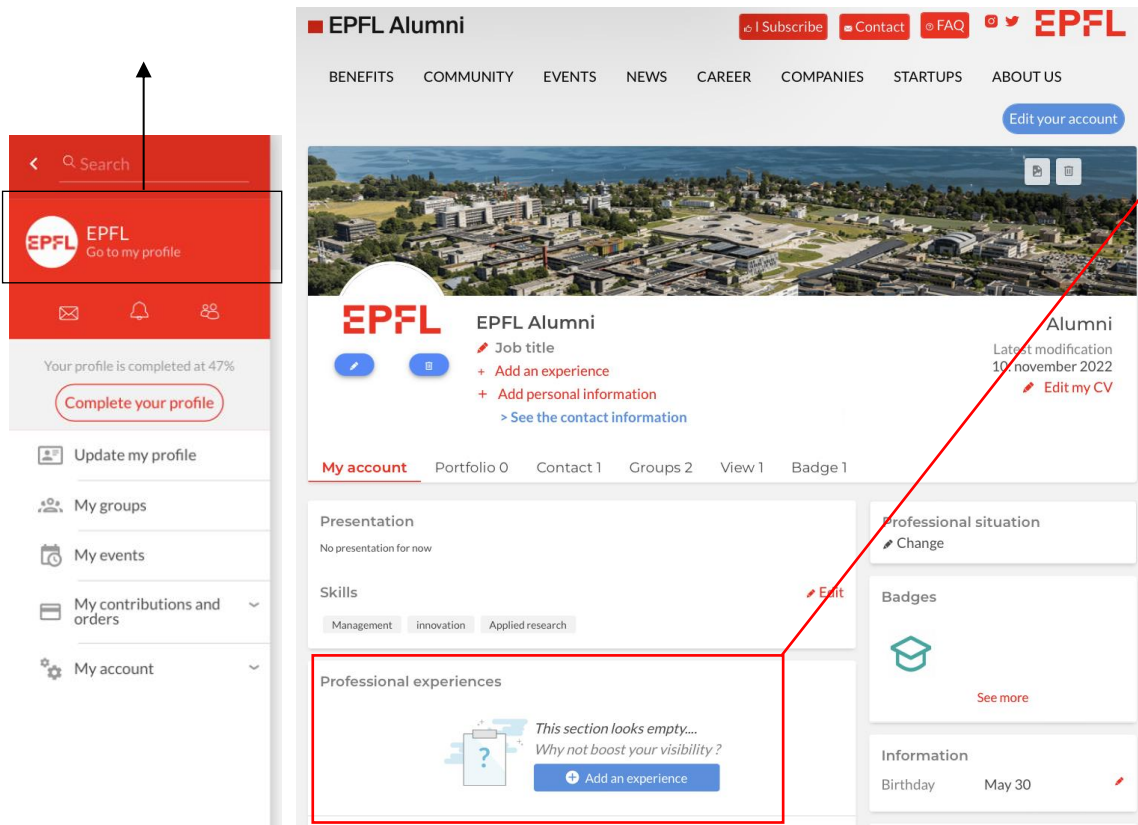 EPFL Alumni
I Subscribe
Contact
FAQ
EPFL
BENEFITS COMMUNITY EVENTS NEWS CAREER COMPANIES STARTUPS ABOUT US
Edit your account
Search
EPFL
EPFL
Go to my profile
Your profile is completed at 47%
Complete your profile
Update my profile
My groups
My events
My contributions and
orders
My account
EPFL
EPFL Alumni
Job title
+ Add an experience
+ Add personal information
> See the contact information
Alumni
Latest modification
10. november 2022
Edit my CV
My account Portfolio 0 Contact 1 Groups 2 View 1 Badge 1
Presentation
No presentation for now
Skills
Edit
Management innovation Applied research
Professional experiences
?
This section looks empty....
Why not boost your visibility ?
Add an experience
Professional situation
Change
Badges
See more
Information
Birthday May 30